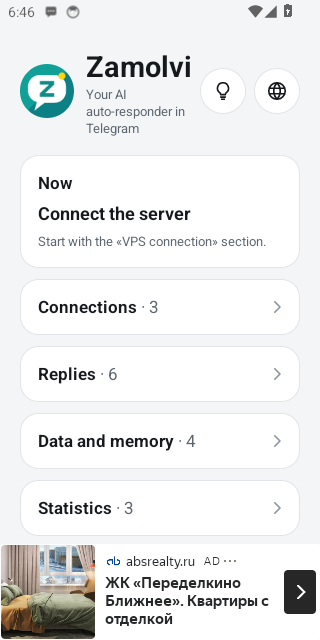 6:46
Zamolvi
Your AI
auto-responder in
Telegram
Now
Connect the server
Start with the «VPS connection» section.
Connections · 3
Replies · 6
Data and memory · 4
Statistics · 3
absrealty.ru AD
ЖК «Переделкино
Ближнее». Квартиры с
отделкой